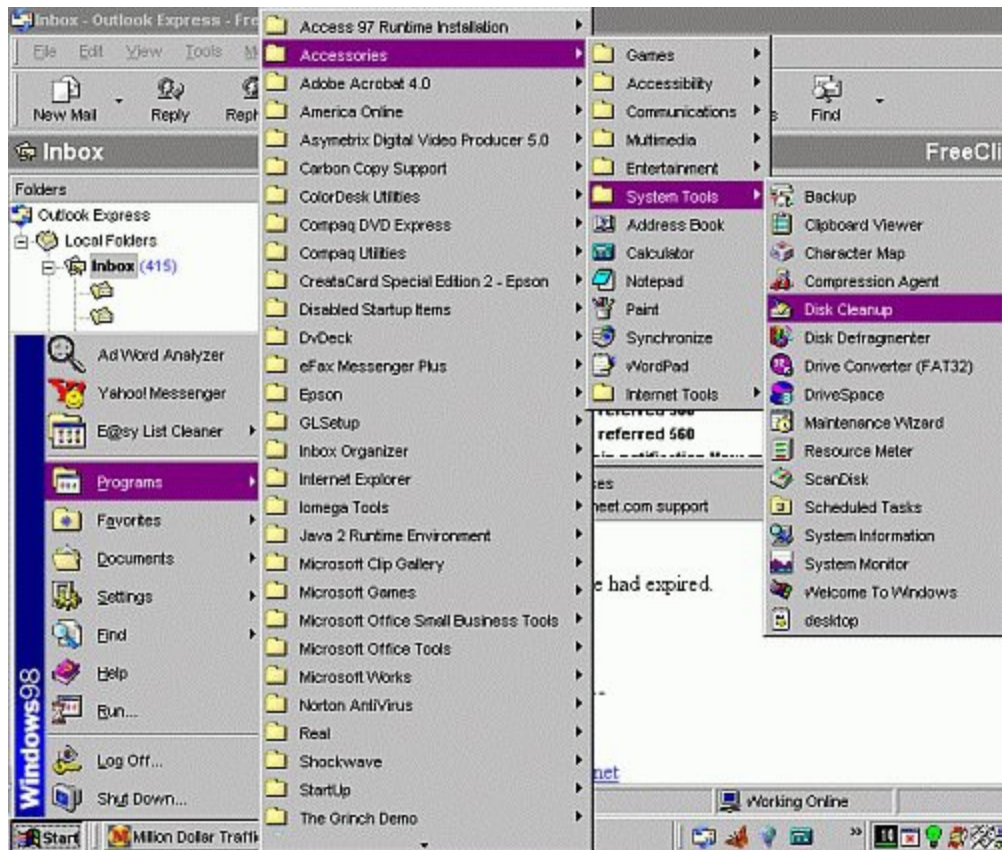 Inbox - Outlook Express - Fre
File Edit View Tools M
New Mail
Reply
Repl
Find
Inbox
FreeCli
Folders
Outlook Express
Local Folders
Inbox (415)
Ad Word Analyzer
Yahoo! Messenger
E@sy List Cleaner
Programs
Favorites
Documents
Settings
Find
Help
Run...
Log Off...
Shut Down...
Windows98
Access 97 Runtime Installation
Accessories
Adobe Acrobat 4.0
America Online
Asymetrix Digital Video Producer 5.0
Carbon Copy Support
ColorDesk Utilities
Compaq DVD Express
Compaq Utilities
CreataCard Special Edition 2 - Epson
Disabled Startup Items
DvDeck
eFax Messenger Plus
Epson
GLSetup
Inbox Organizer
Internet Explorer
Iomega Tools
Java 2 Runtime Environment
Microsoft Clip Gallery
Microsoft Games
Microsoft Office Small Business Tools
Microsoft Office Tools
Microsoft Works
Norton AntiVirus
Real
Shockwave
StartUp
The Grinch Demo
Games
Accessibility
Communications
Multimedia
Entertainment
System Tools
Address Book
Calculator
Notepad
Paint
Synchronize
WordPad
Internet Tools
Backup
Clipboard Viewer
Character Map
Compression Agent
Disk Cleanup
Disk Defragmenter
Drive Converter (FAT32)
DriveSpace
Maintenance Wizard
Resource Meter
ScanDisk
Scheduled Tasks
System Information
System Monitor
Welcome To Windows
desktop
referred 560
neet.com support
e had expired.
--
net
Working Online
Start
Million Dollar Traffi